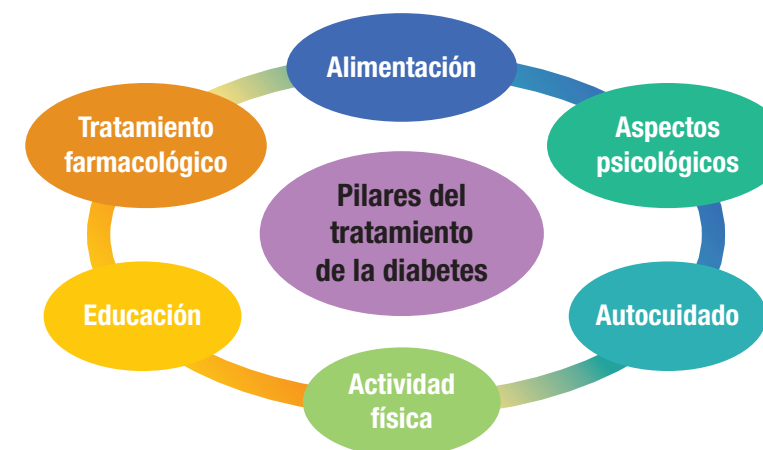 Alimentación
Tratamiento
farmacológico
Aspectos
psicológicos
Pilares del
tratamiento
de la diabetes
Educación
Autocuidado
Actividad
física